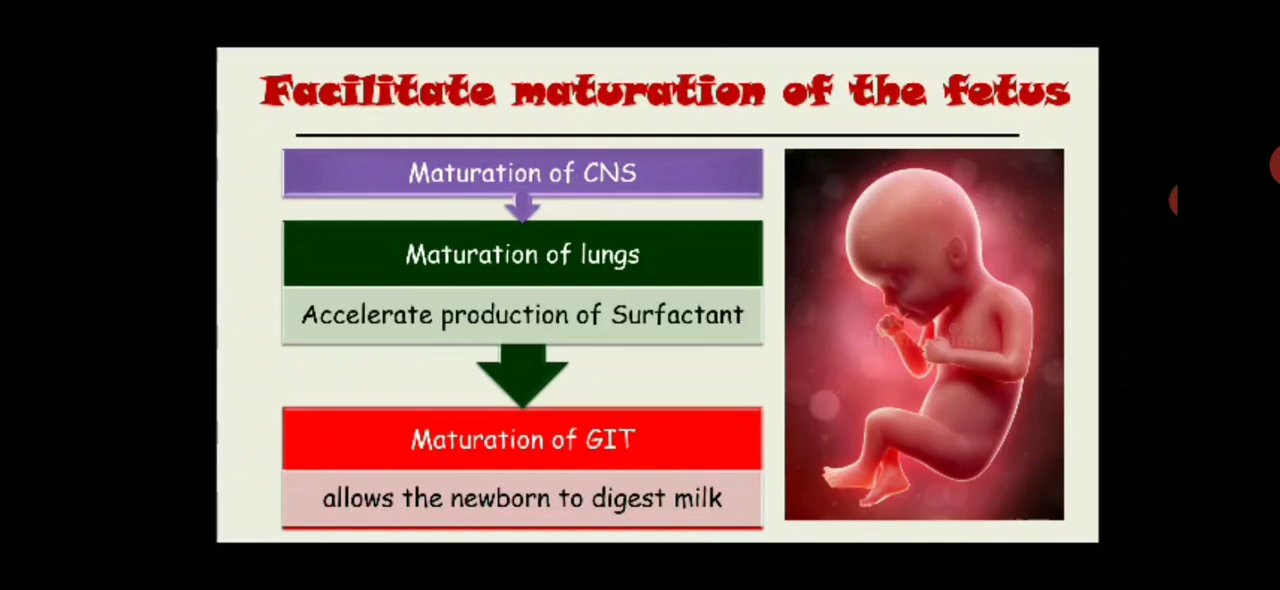 Facilitate maturation of the fetus
Maturation of CNS
Maturation of lungs
Accelerate production of Surfactant
Maturation of GIT
allows the newborn to digest milk